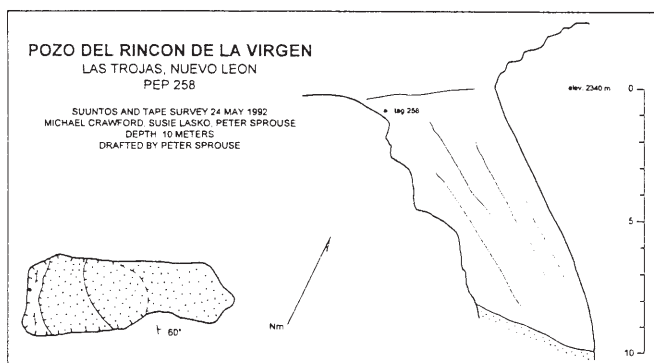 POZO DEL RINCON DE LA VIRGEN
LAS TROJAS, NUEVO LEON
PEP 258
SUUNTOS AND TAPE SURVEY 24 MAY 1992
MICHAEL CRAWFORD, SUSIE LASKO, PETER SPROUSE
DEPTH 10 METERS
DRAFTED BY PETER SPROUSE
tag 258
elev. 2340 m
0
5
10
Nm
60°